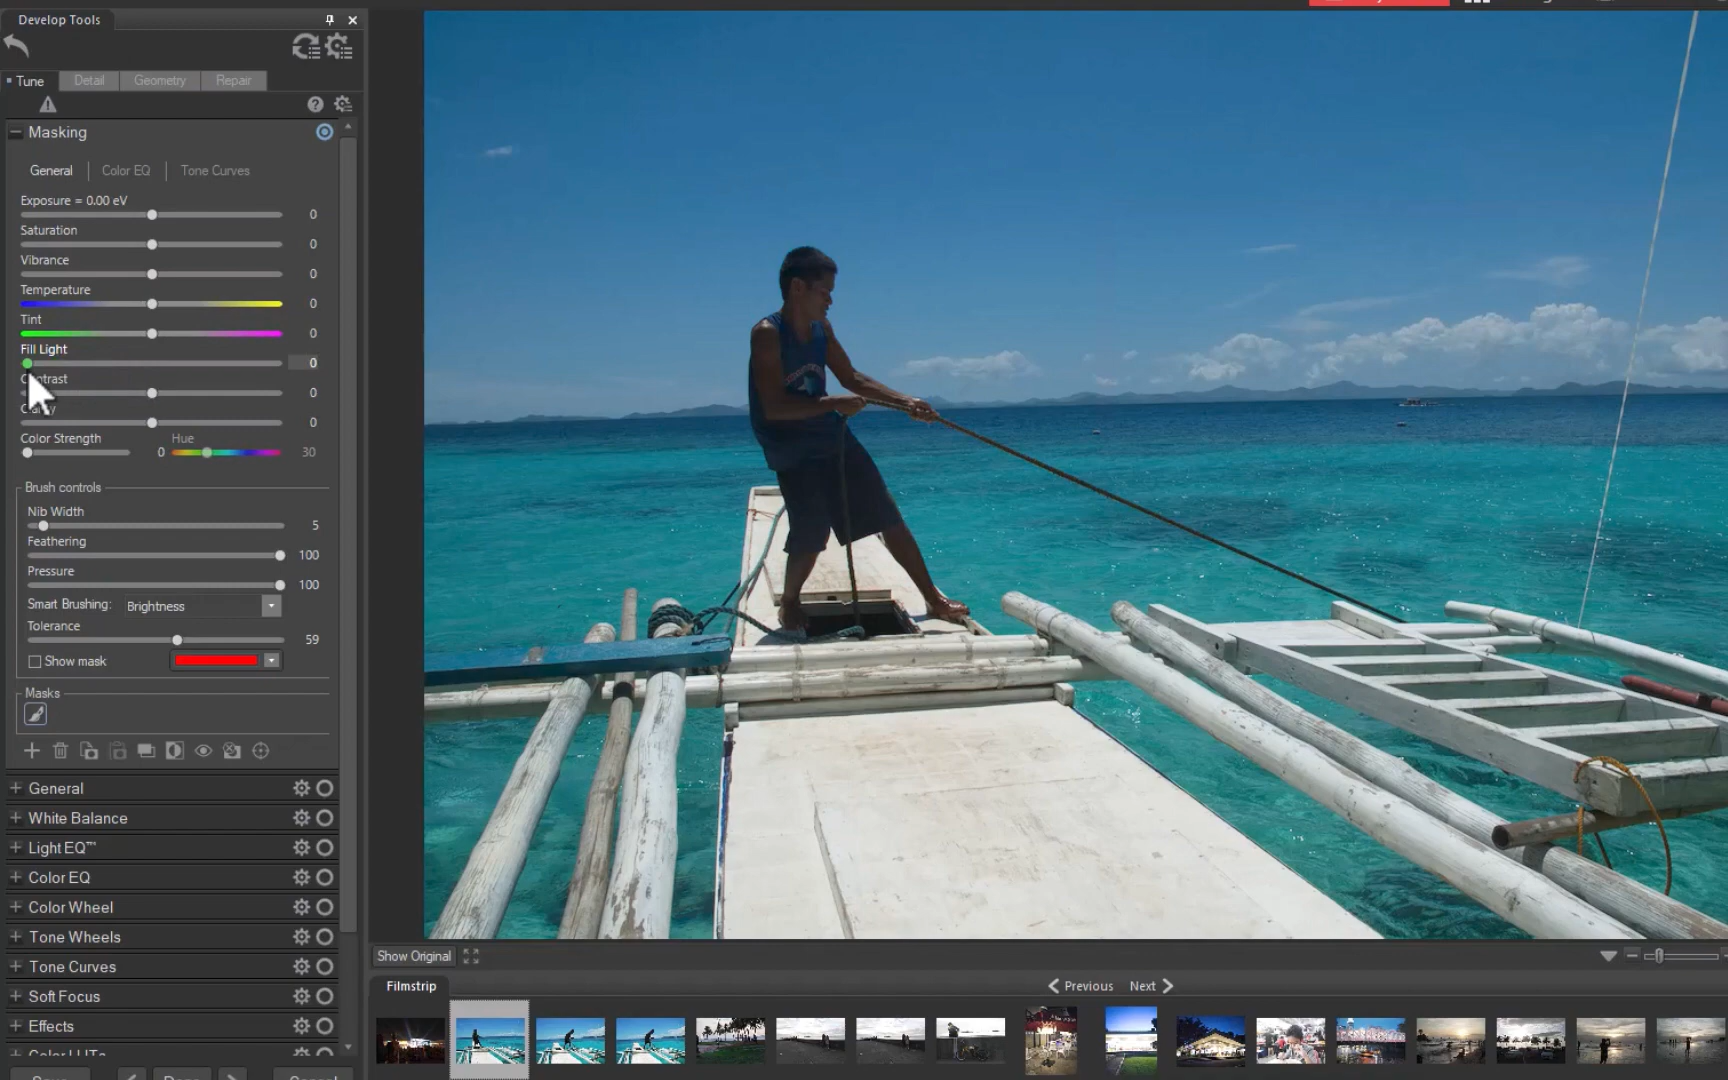 Develop Tools
Tune Detail Geometry Repair
Masking
General Color EQ Tone Curves
Exposure = 0.00 eV
0
Saturation
0
Vibrance
0
Temperature
0
Tint
0
Fill Light
0
Contrast
0
Clarity
0
Color Strength Hue
0 30
Brush controls
Nib Width
5
Feathering
100
Pressure
100
Smart Brushing: Brightness
Tolerance
59
Show mask
Masks
General
White Balance
Light EQ™
Color EQ
Color Wheel
Tone Wheels
Tone Curves
Soft Focus
Effects
Show Original
Filmstrip
Previous Next